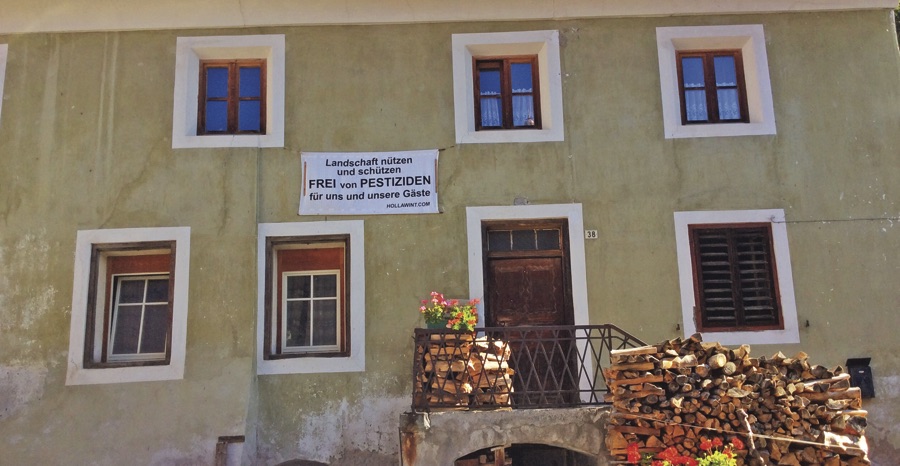 Landschaft nützen
und schützen
FREI von PESTIZIDEN
für uns und unsere Gäste
HOLLAWINT.COM
38